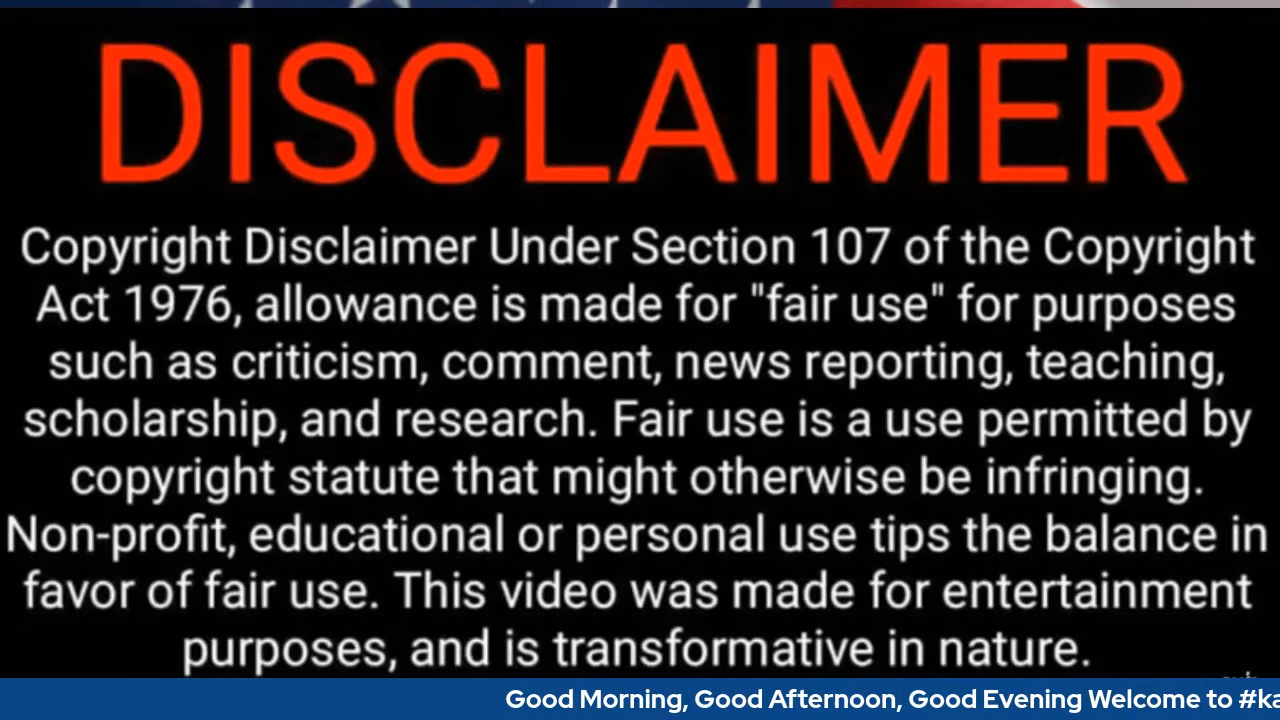 DISCLAIMER
Copyright Disclaimer Under Section 107 of the Copyright
Act 1976, allowance is made for "fair use" for purposes
such as criticism, comment, news reporting, teaching,
scholarship, and research. Fair use is a use permitted by
copyright statute that might otherwise be infringing.
Non-profit, educational or personal use tips the balance in
favor of fair use. This video was made for entertainment
purposes, and is transformative in nature.
Good Morning, Good Afternoon, Good Evening Welcome to